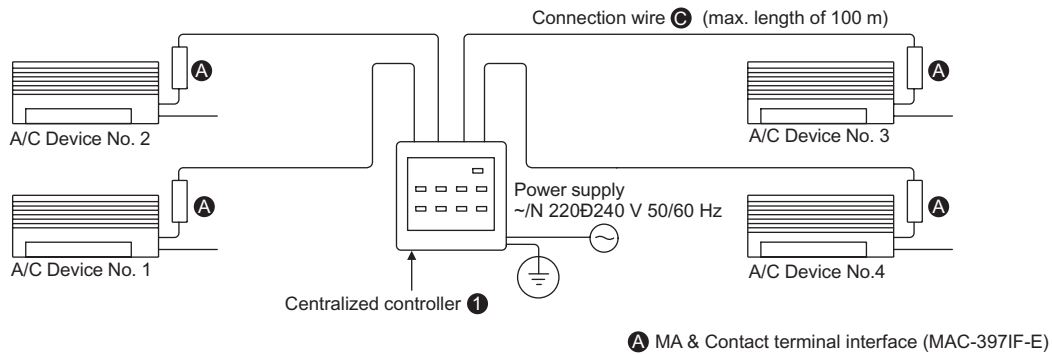 Connection wire C (max. length of 100 m)
A
A
A/C Device No. 2
A/C Device No. 3
A
Power supply
~/N 220Ð240 V 50/60 Hz
A
A/C Device No. 1
A/C Device No.4
Centralized controller 1
A MA & Contact terminal interface (MAC-397IF-E)